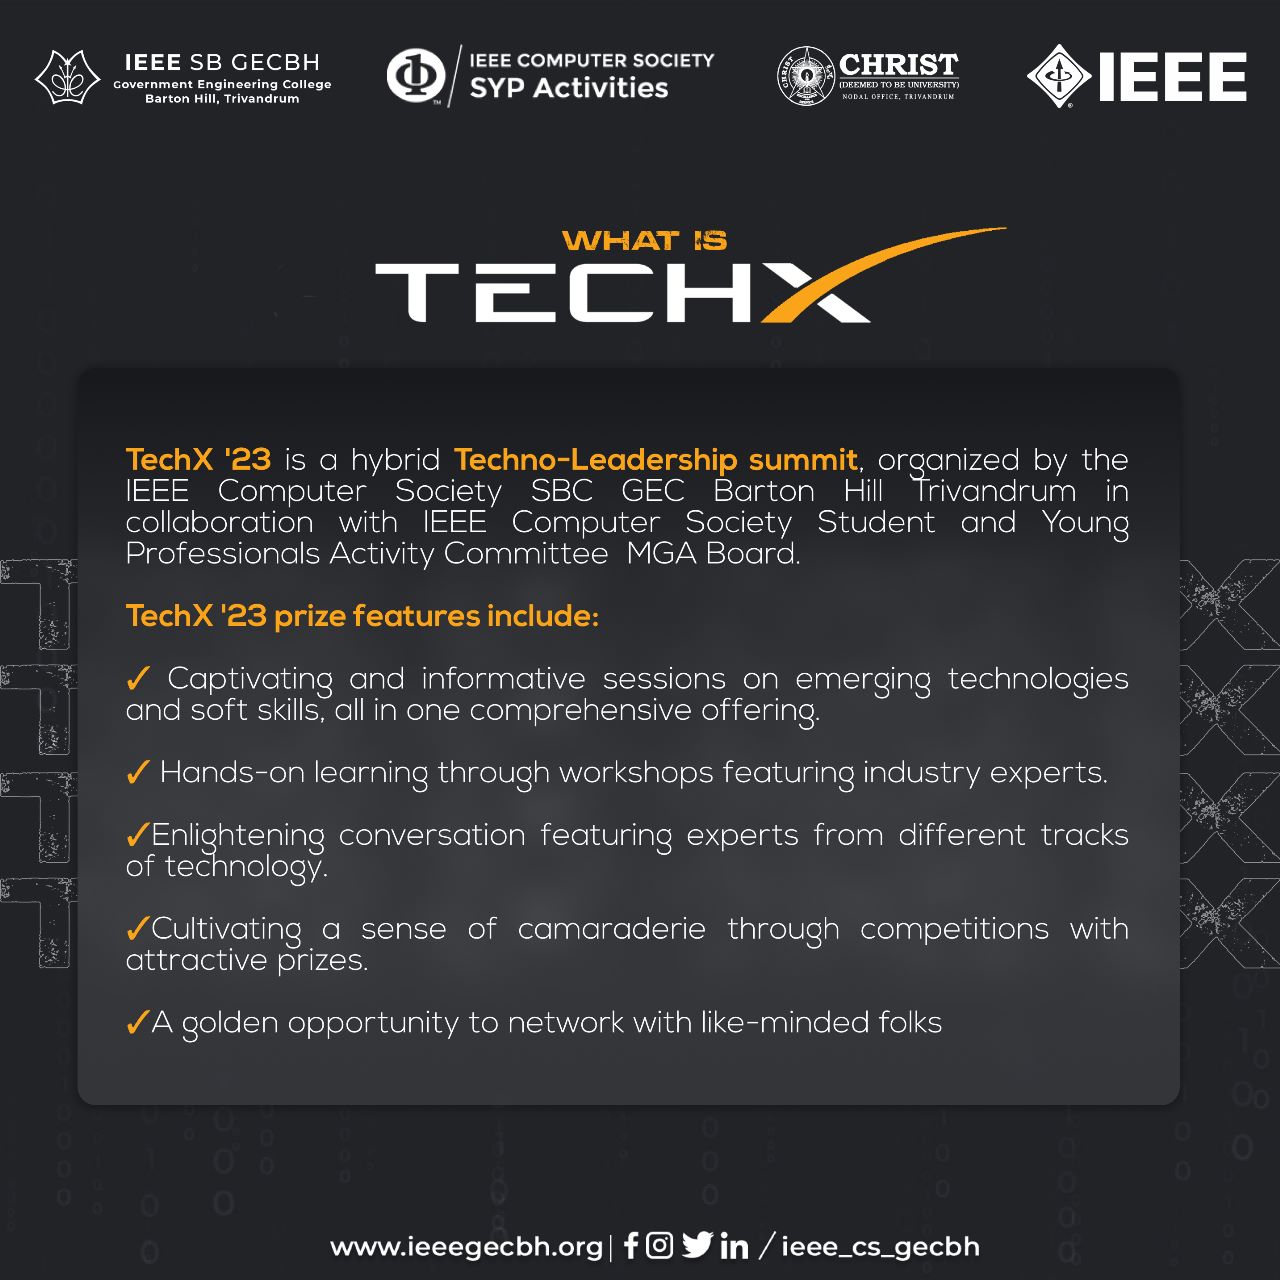 IEEE SB GECBH
Government Engineering College
Barton Hill, Trivandrum
IEEE COMPUTER SOCIETY
SYP Activities
TM
CHRIST
(DEEMED TO BE UNIVERSITY)
NODAL OFFICE, TRIVANDRUM
IEEE
WHAT IS
TECHX
TechX '23 is a hybrid Techno-Leadership summit, organized by the
IEEE Computer Society SBC GEC Barton Hill Trivandrum in
collaboration with IEEE Computer Society Student and Young
Professionals Activity Committee MGA Board.
TechX '23 prize features include:
✓ Captivating and informative sessions on emerging technologies
and soft skills, all in one comprehensive offering.
✓ Hands-on learning through workshops featuring industry experts.
✓Enlightening conversation featuring experts from different tracks
of technology.
✓Cultivating a sense of camaraderie through competitions with
attractive prizes.
✓A golden opportunity to network with like-minded folks
www.ieeegecbh.org| / ieee_cs_gecbh